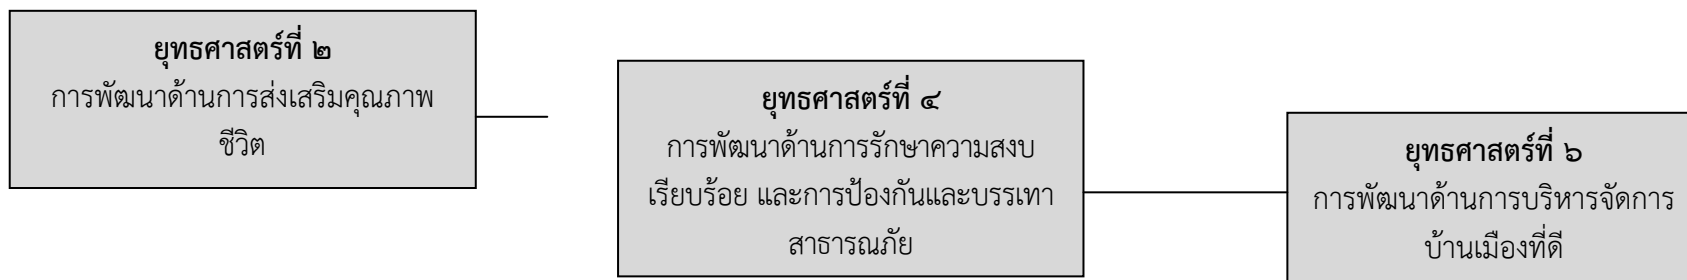 ยุทธศาสตร์ที่ ๒
การพัฒนาด้านการส่งเสริมคุณภาพ
ชีวิต
ยุทธศาสตร์ที่ ๔
การพัฒนาด้านการรักษาความสงบ
เรียบร้อย และการป้องกันและบรรเทา
สาธารณภัย
ยุทธศาสตร์ที่ ๖
การพัฒนาด้านการบริหารจัดการ
บ้านเมืองที่ดี